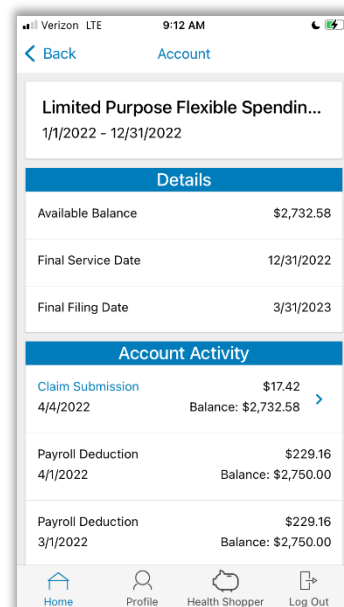 Verizon LTE 9:12 AM
Back Account
Limited Purpose Flexible Spendin...
1/1/2022 - 12/31/2022
Details
Available Balance $2,732.58
Final Service Date 12/31/2022
Final Filing Date 3/31/2023
Account Activity
Claim Submission $17.42
4/4/2022 Balance: $2,732.58
Payroll Deduction $229.16
4/1/2022 Balance: $2,750.00
Payroll Deduction $229.16
3/1/2022 Balance: $2,750.00
Home Profile Health Shopper Log Out